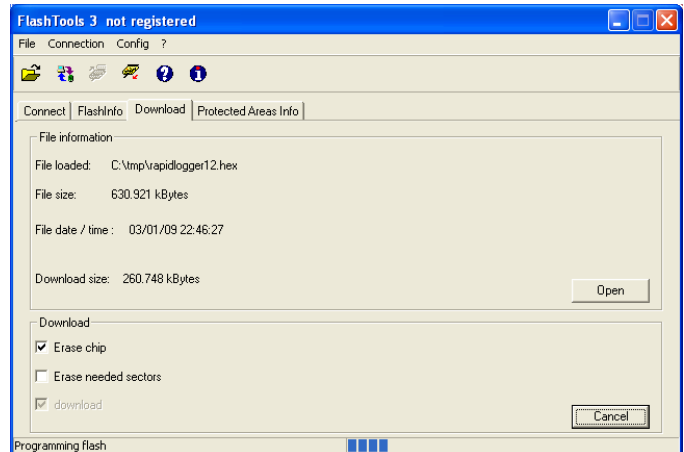 FlashTools 3 not registered
File Connection Config ?
Connect FlashInfo Download Protected Areas Info
File information
File loaded: C:\tmp\rapidlogger12.hex
File size: 630.921 kBytes
File date / time : 03/01/09 22:46:27
Download size: 260.748 kBytes
Open
Download
Erase chip
Erase needed sectors
download
Cancel
Programming flash